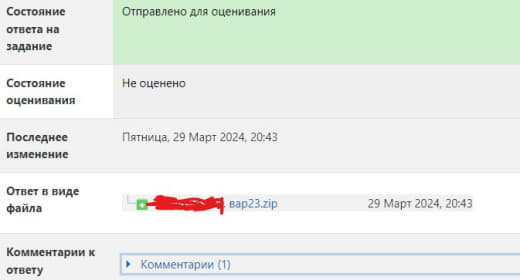 Состояние
ответа на
задание
Отправлено для оценивания
Состояние
оценивания
Не оценено
Последнее
изменение
Пятница, 29 Март 2024, 20:43
Ответ в виде
файла
вар23.zip
29 Март 2024, 20:43
Комментарии к
ответу
Комментарии (1)